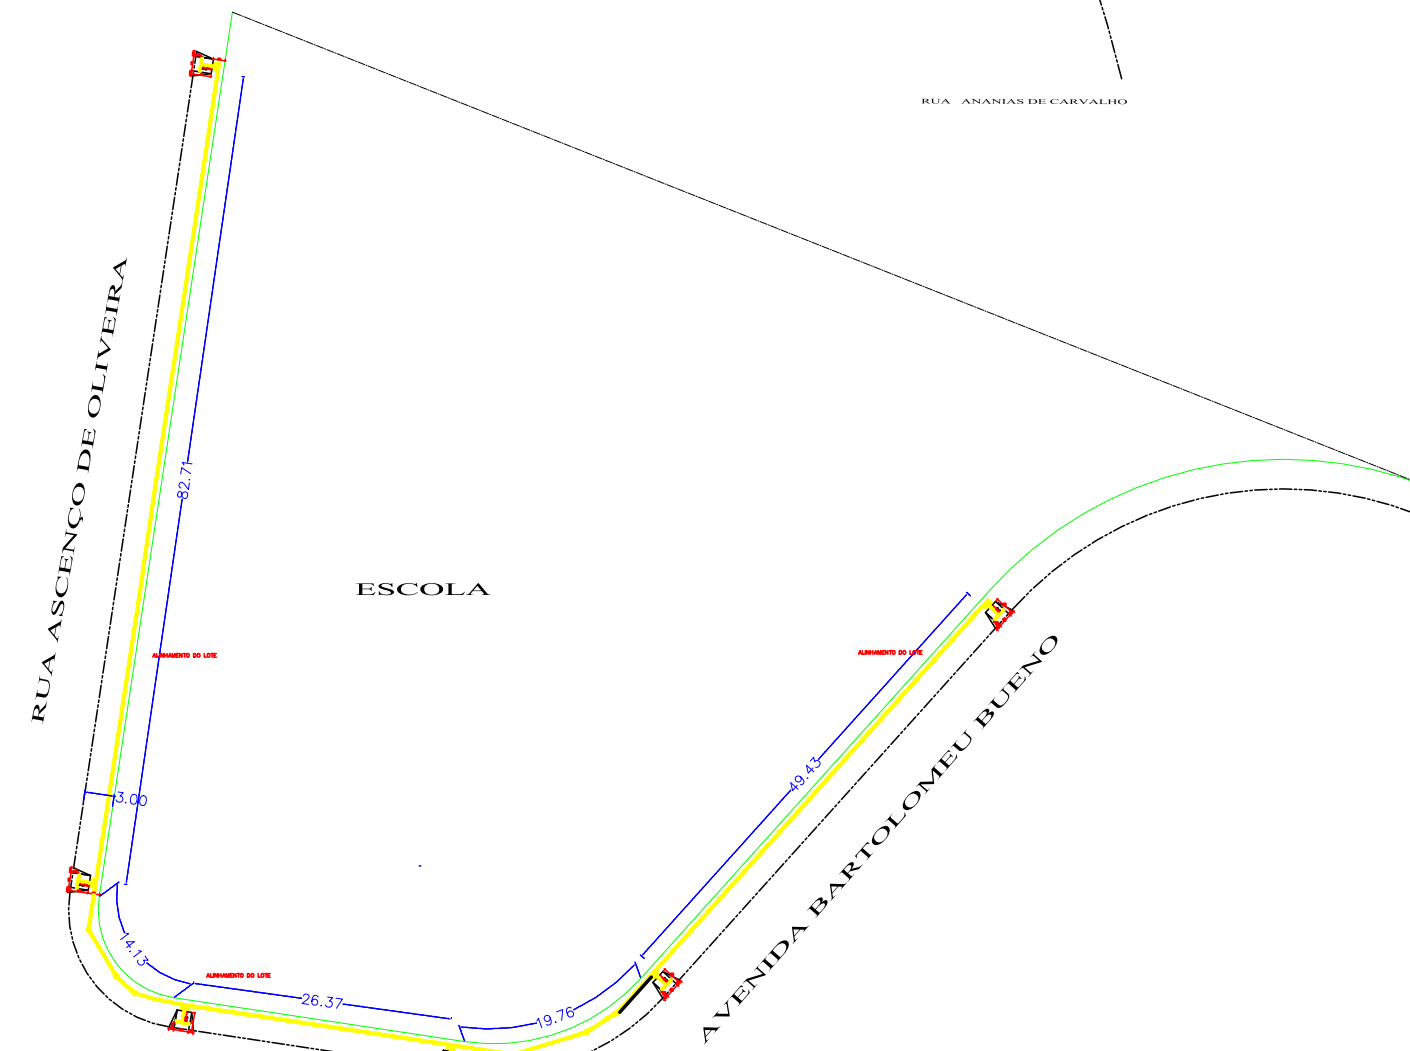 RUA ANANIAS DE CARVALHO
RUA ASCENÇO DE OLIVEIRA
82.71
ESCOLA
ALINHAMENTO DO LOTE
ALINHAMENTO DO LOTE
49.43
AVENIDA BARTOLOMEU BUENO
3.00
14.13
ALINHAMENTO DO LOTE
26.37
19.76